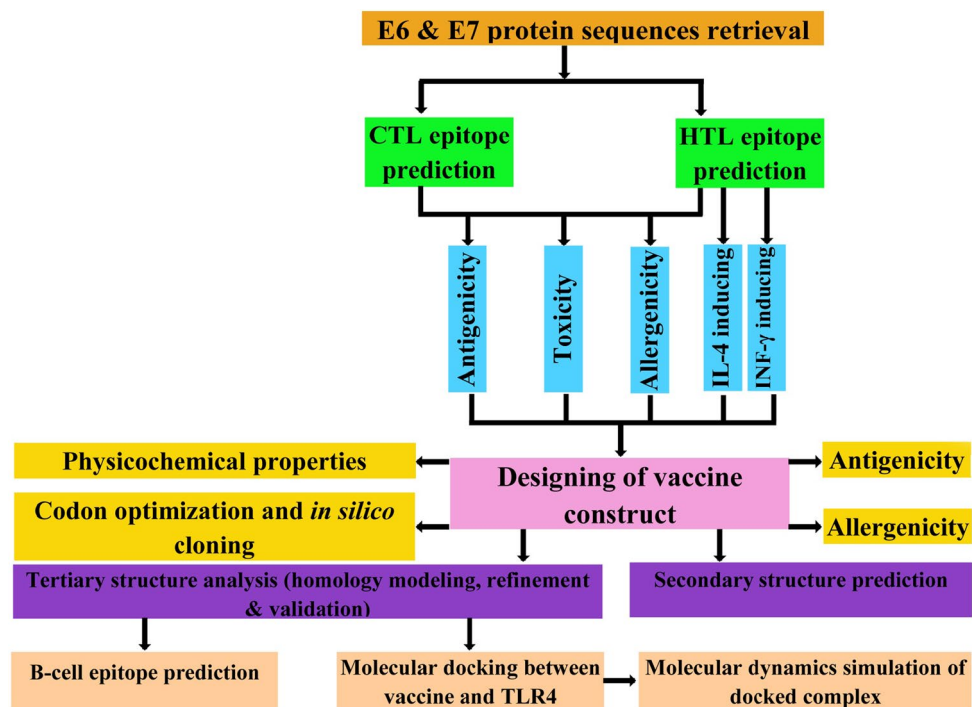 E6 & E7 protein sequences retrieval
CTL epitope
prediction
HTL epitope
prediction
Antigenicity
Toxicity
Allergenicity
IL-4 inducing
INF-γ inducing
Physicochemical properties
Designing of vaccine
construct
Antigenicity
Codon optimization and in silico
cloning
Allergenicity
Tertiary structure analysis (homology modeling, refinement
& validation)
Secondary structure prediction
B-cell epitope prediction
Molecular docking between
vaccine and TLR4
Molecular dynamics simulation of
docked complex